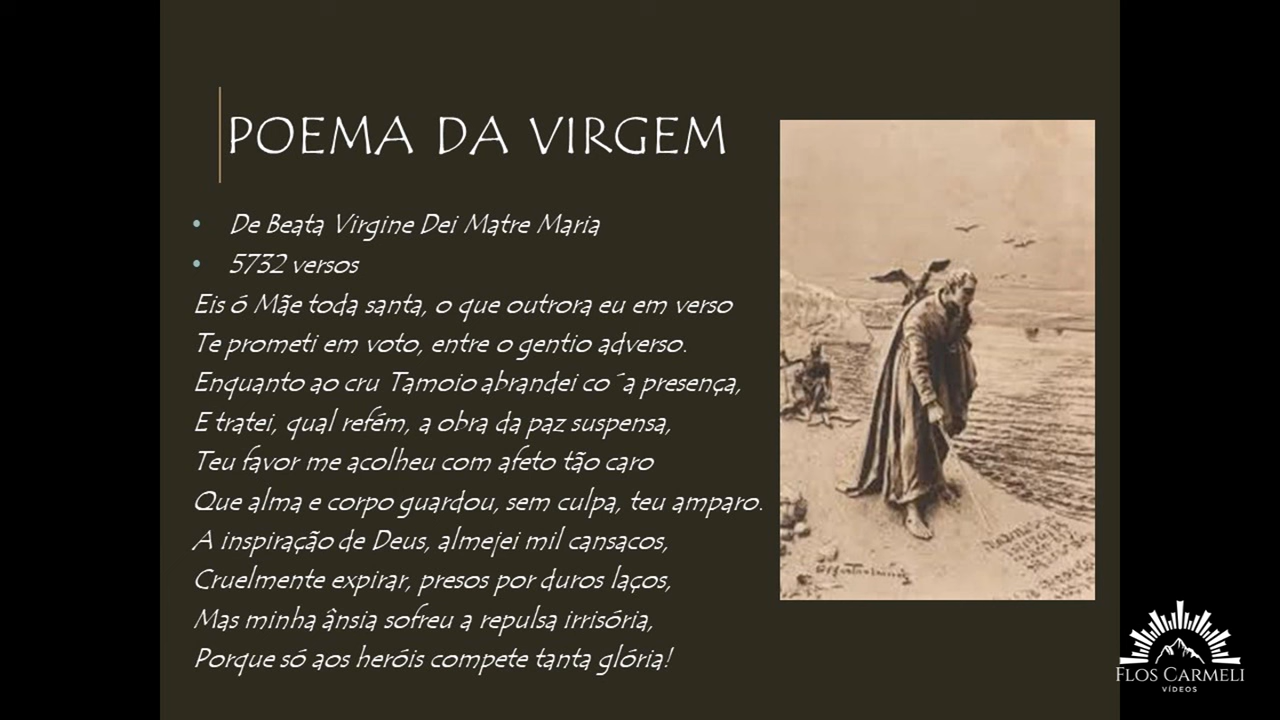 POEMA DA VIRGEM
• De Beata Virgine Dei Matre Maria
• 5732 versos
Eis ó Mãe toda santa, o que outrora eu em verso
Te prometi em voto, entre o gentio adverso.
Enquanto ao cru Tamoio abrandei co´a presença,
E tratei, qual refém, a obra da paz suspensa,
Teu favor me acolheu com afeto tão caro
Que alma e corpo guardou, sem culpa, teu amparo.
A inspiração de Deus, almejei mil cansacos,
Cruelmente expirar, presos por duros laços,
Mas minha ânsia sofreu a repulsa irrisória,
Porque só aos heróis compete tanta glória!
FLOS CARMELI
VÍDEOS